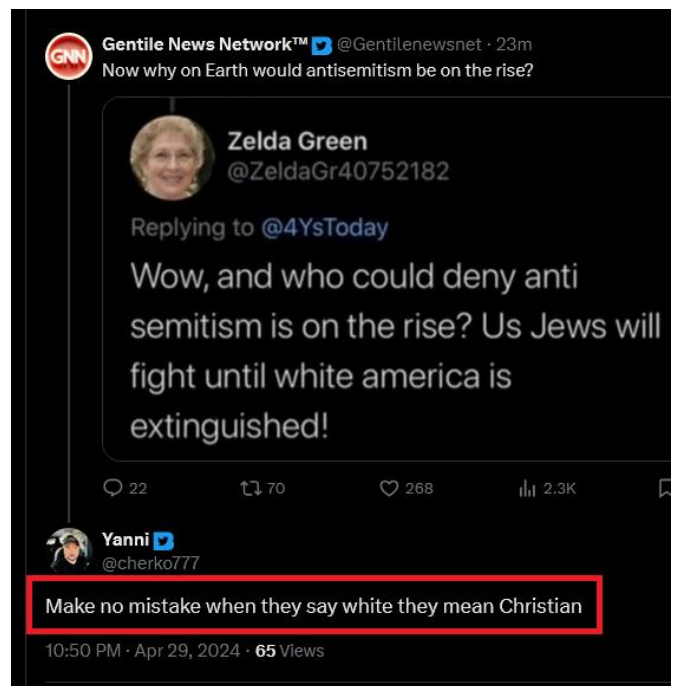 GNN
Gentile News Network™ @Gentilenewsnet · 23m
Now why on Earth would antisemitism be on the rise?
Zelda Green
@ZeldaGr40752182
Replying to @4YsToday
Wow, and who could deny anti
semitism is on the rise? Us Jews will
fight until white america is
extinguished!
22 70 268 2.3K
Yanni
@cherko777
Make no mistake when they say white they mean Christian
10:50 PM · Apr 29, 2024 · 65 Views